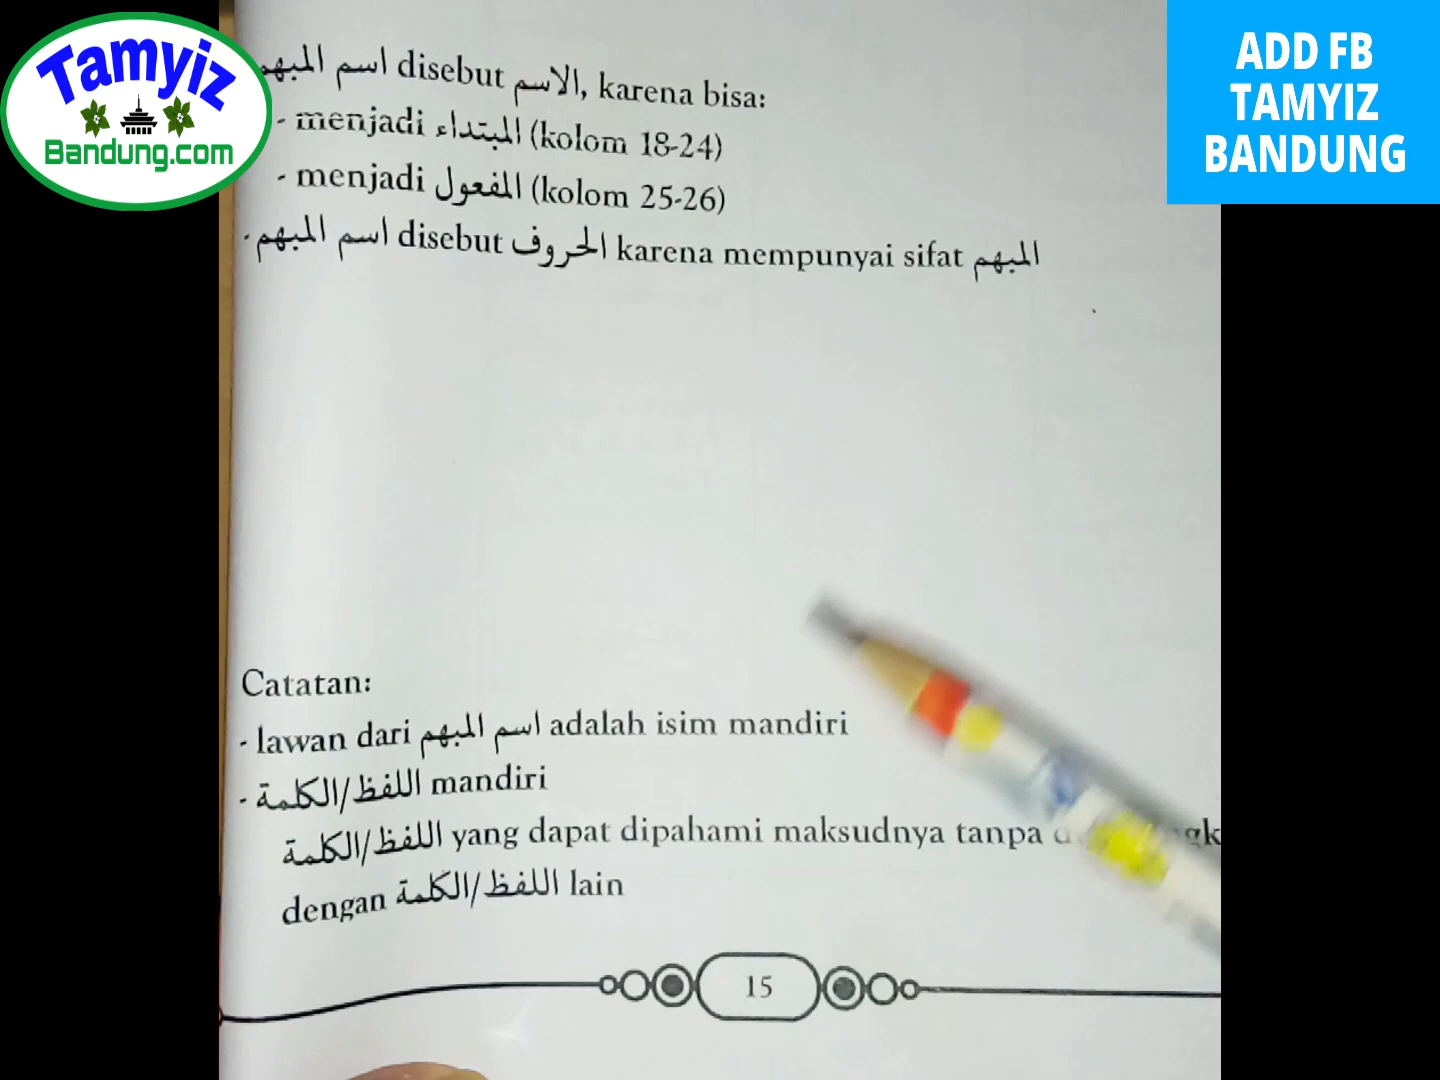 Tamyiz
Bandung.com
ADD FB
TAMYIZ
BANDUNG
اسم المبهم disebut الاسم, karena bisa:
- menjadi المبتداء (kolom 18-24)
- menjadi المفعول (kolom 25-26)
- اسم المبهم disebut الحروف karena mempunyai sifat المبهم
Catatan:
- lawan dari اسم المبهم adalah isim mandiri
- اللفظ/الكلمة mandiri
اللفظ/الكلمة yang dapat dipahami maksudnya tanpa
dengan اللفظ/الكلمة lain
15